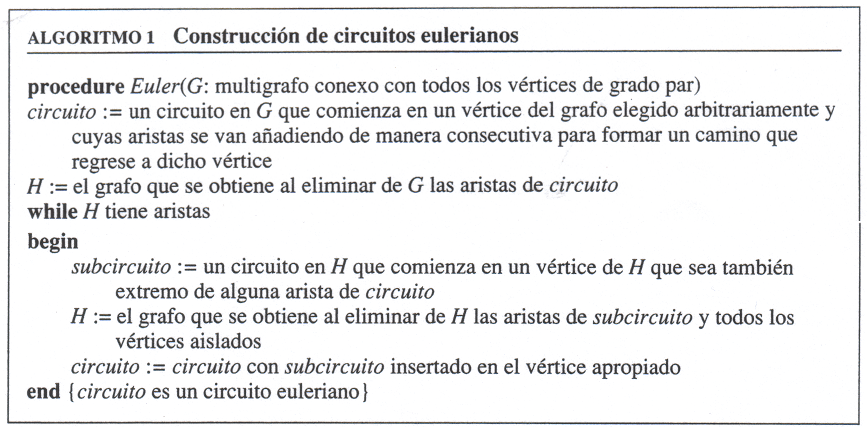 ALGORITMO 1 Construcción de circuitos eulerianos
procedure Euler(G: multigrafo conexo con todos los vértices de grado par)
circuito := un circuito en G que comienza en un vértice del grafo elegido arbitrariamente y
cuyas aristas se van añadiendo de manera consecutiva para formar un camino que
regrese a dicho vértice
H := el grafo que se obtiene al eliminar de G las aristas de circuito
while H tiene aristas
begin
subcircuito := un circuito en H que comienza en un vértice de H que sea también
extremo de alguna arista de circuito
H := el grafo que se obtiene al eliminar de H las aristas de subcircuito y todos los
vértices aislados
circuito := circuito con subcircuito insertado en el vértice apropiado
end {circuito es un circuito euleriano}